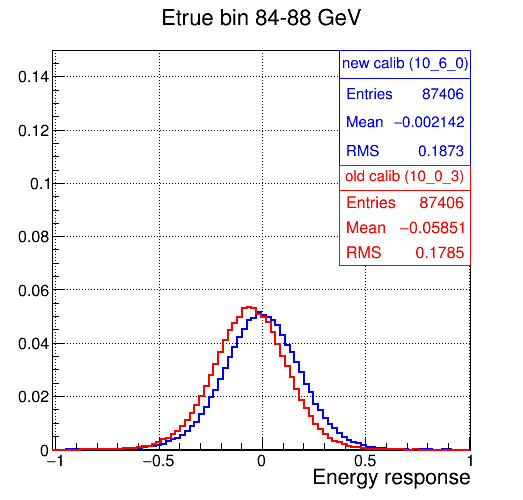 Etrue bin 84-88 GeV
new calib (10_6_0)
Entries 87406
Mean −0.002142
RMS 0.1873
old calib (10_0_3)
Entries 87406
Mean −0.05851
RMS 0.1785
0.14
0.12
0.1
0.08
0.06
0.04
0.02
0
−1 −0.5 0 0.5 1
Energy response